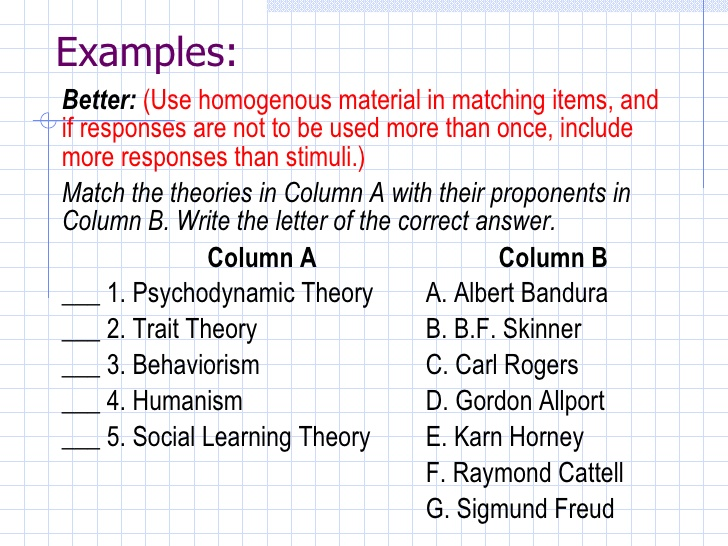 Examples:
Better: (Use homogenous material in matching items, and
if responses are not to be used more than once, include
more responses than stimuli.)
Match the theories in Column A with their proponents in
Column B. Write the letter of the correct answer.
Column A Column B
___ 1. Psychodynamic Theory A. Albert Bandura
___ 2. Trait Theory B. B.F. Skinner
___ 3. Behaviorism C. Carl Rogers
___ 4. Humanism D. Gordon Allport
___ 5. Social Learning Theory E. Karn Horney
F. Raymond Cattell
G. Sigmund Freud